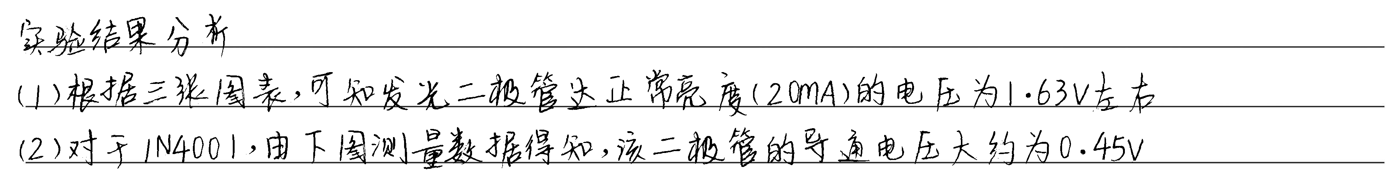 实验结果分析
(1)根据三张图表,可知发光二极管达正常亮度(20mA)的电压为1.63V左右
(2)对于1N4001,由下图测量数据得知,该二极管的导通电压大约为0.45V